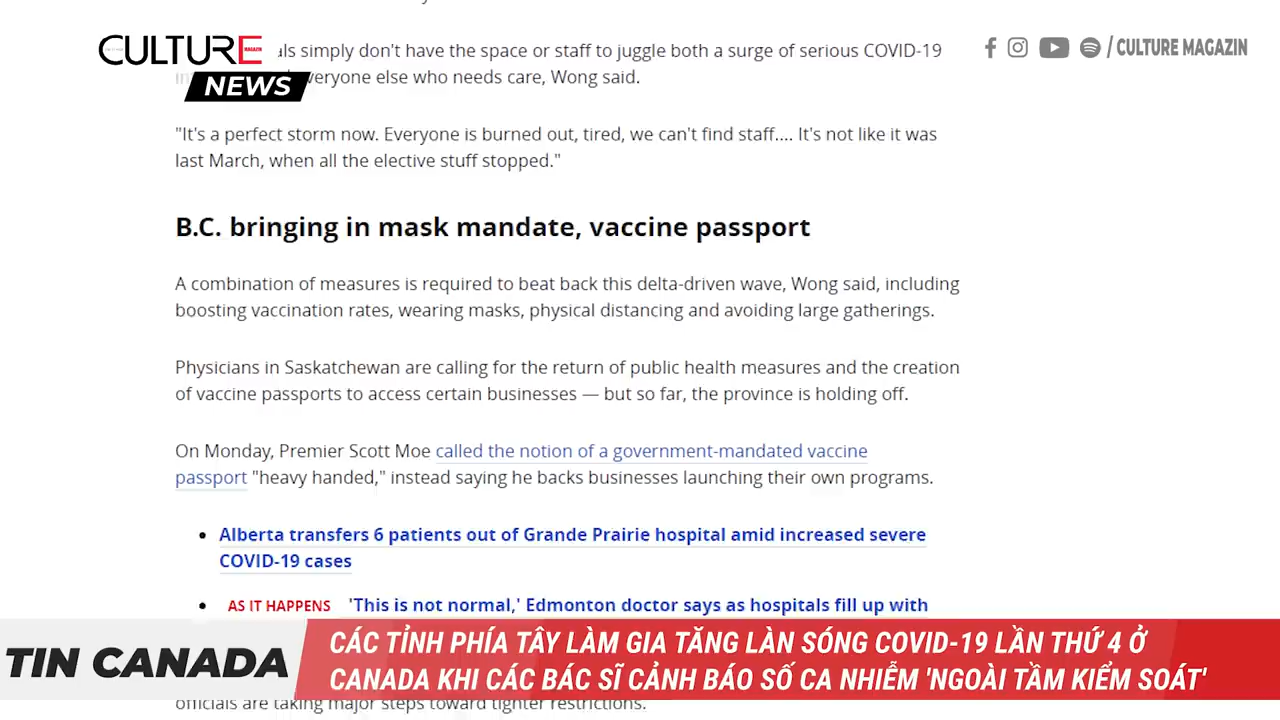 CULTURE
MAGAZIN
NEWS
/ CULTURE MAGAZIN
simply don't have the space or staff to juggle both a surge of serious COVID-19
everyone else who needs care, Wong said.
"It's a perfect storm now. Everyone is burned out, tired, we can't find staff.... It's not like it was
last March, when all the elective stuff stopped."
B.C. bringing in mask mandate, vaccine passport
A combination of measures is required to beat back this delta-driven wave, Wong said, including
boosting vaccination rates, wearing masks, physical distancing and avoiding large gatherings.
Physicians in Saskatchewan are calling for the return of public health measures and the creation
of vaccine passports to access certain businesses — but so far, the province is holding off.
On Monday, Premier Scott Moe called the notion of a government-mandated vaccine
passport "heavy handed," instead saying he backs businesses launching their own programs.
• Alberta transfers 6 patients out of Grande Prairie hospital amid increased severe
COVID-19 cases
• AS IT HAPPENS 'This is not normal,' Edmonton doctor says as hospitals fill up with
TIN CANADA
CÁC TỈNH PHÍA TÂY LÀM GIA TĂNG LÀN SÓNG COVID-19 LẦN THỨ 4 Ở
CANADA KHI CÁC BÁC SĨ CẢNH BÁO SỐ CA NHIỄM 'NGOÀI TẦM KIỂM SOÁT'
officials are taking major steps toward tighter restrictions.